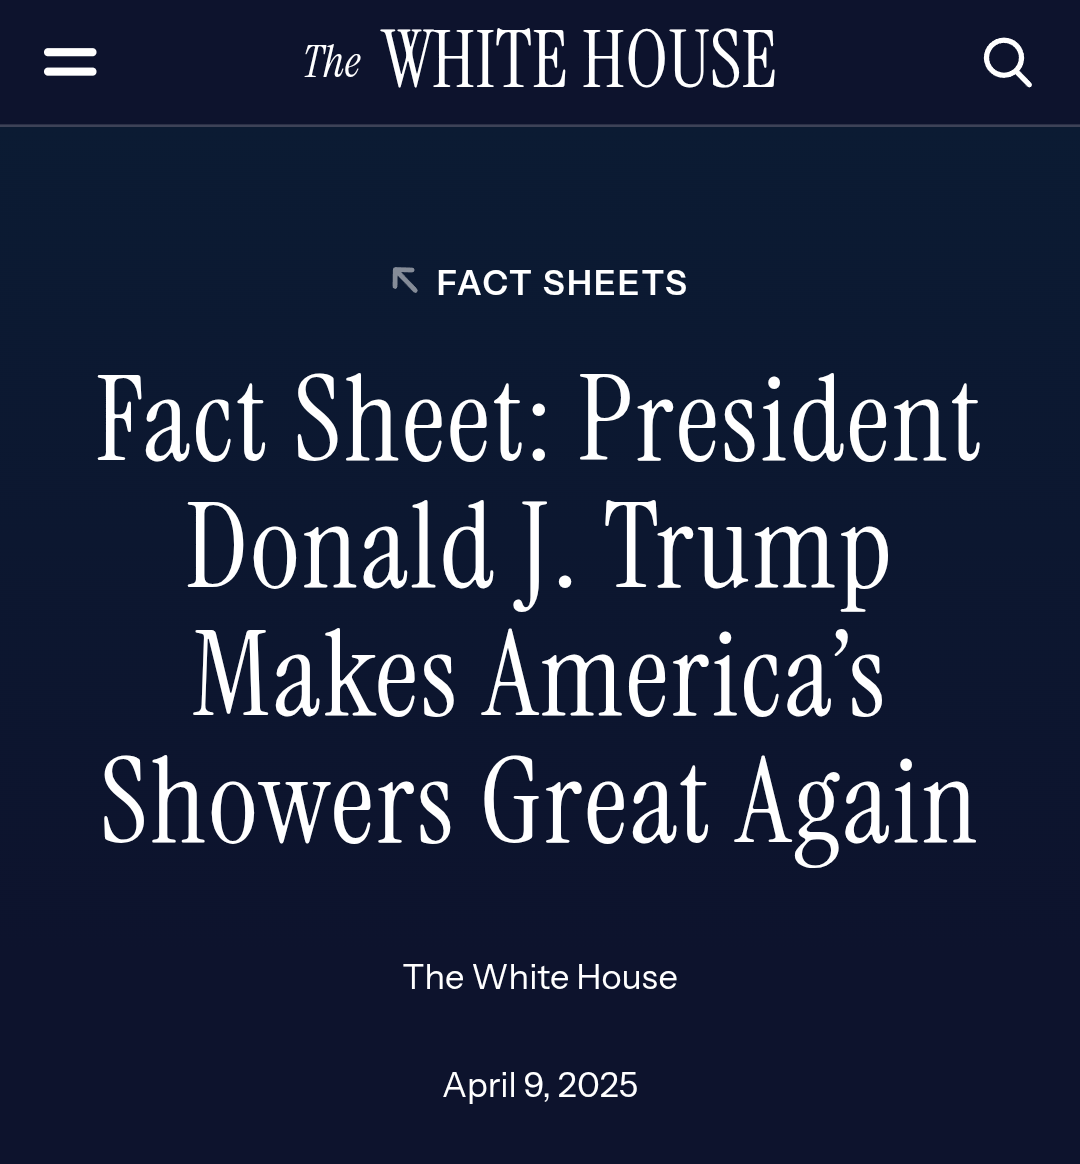 The WHITE HOUSE
FACT SHEETS
Fact Sheet: President
Donald J. Trump
Makes America’s
Showers Great Again
The White House
April 9, 2025